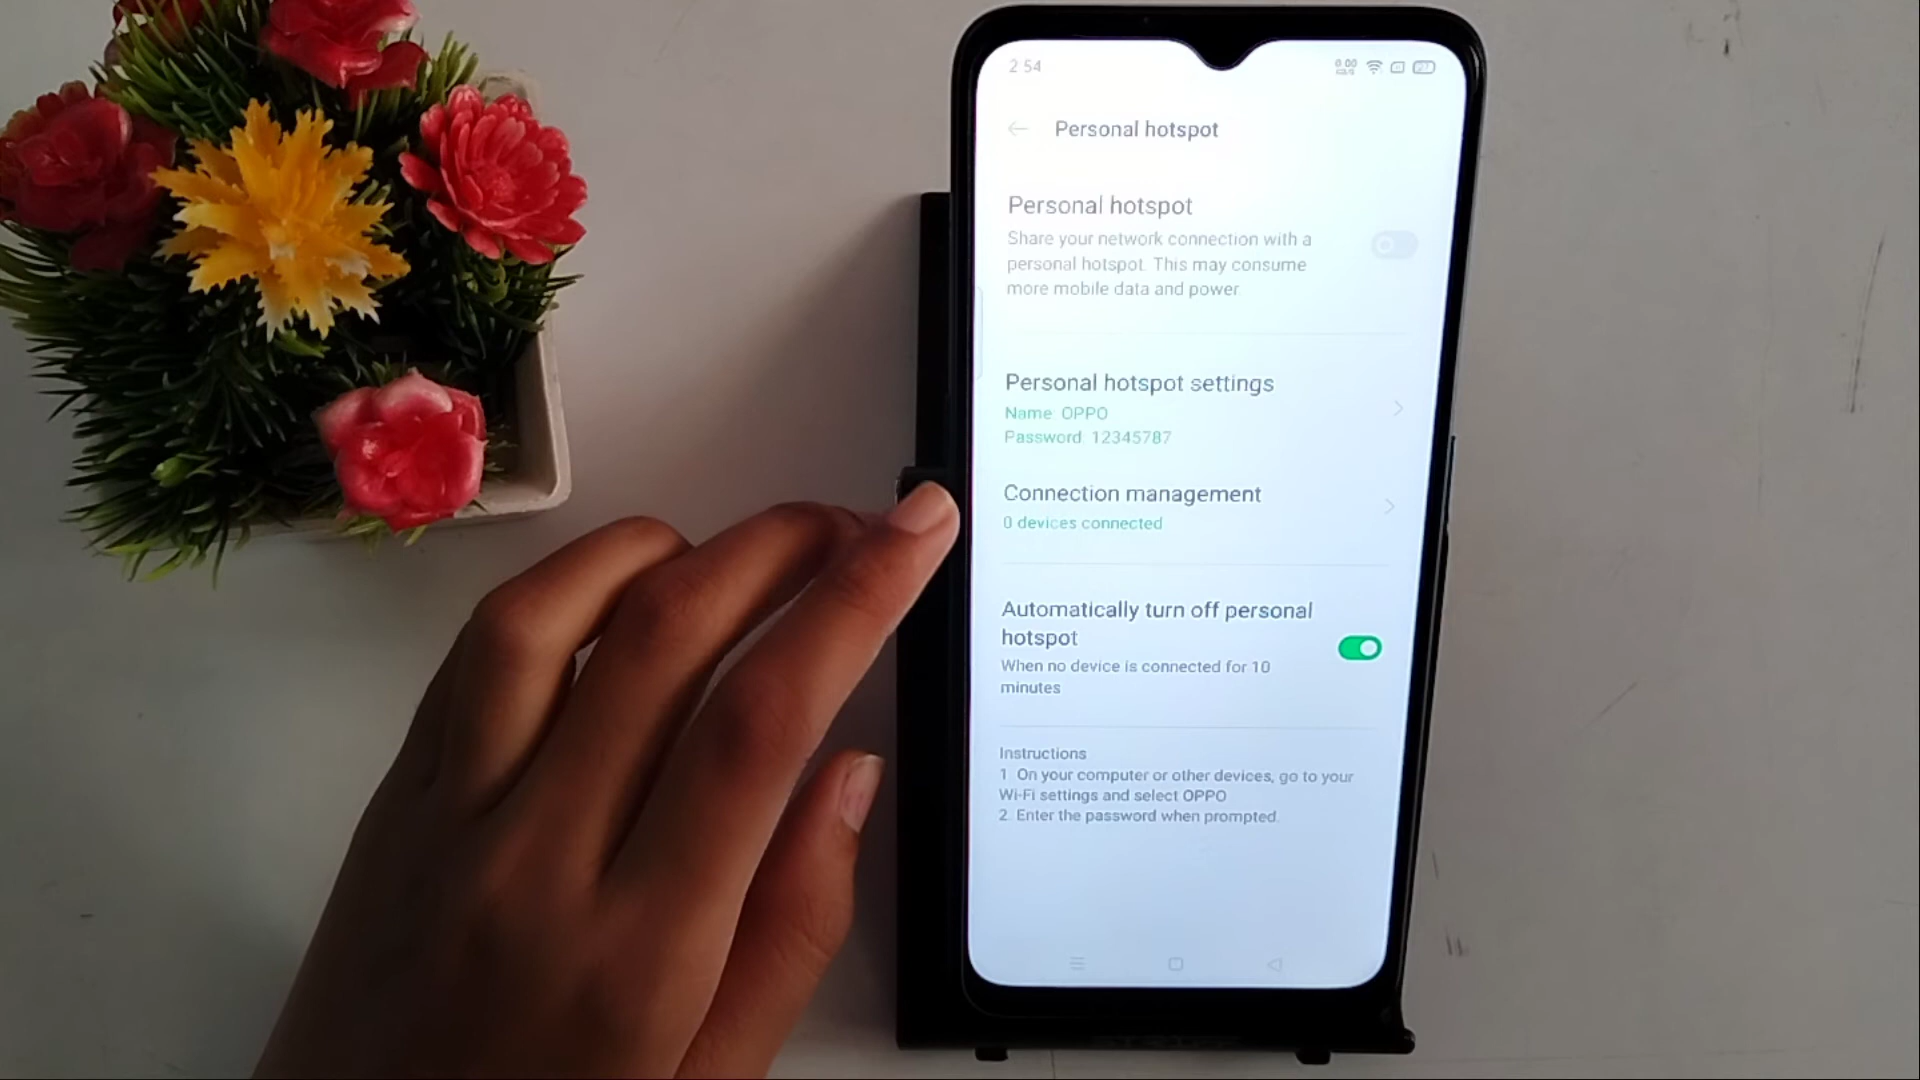 2 54
0.00
Personal hotspot
Personal hotspot
Share your network connection with a
personal hotspot. This may consume
more mobile data and power.
Personal hotspot settings
Name: OPPO
Password: 12345787
Connection management
0 devices connected
Automatically turn off personal
hotspot
When no device is connected for 10
minutes
Instructions
1. On your computer or other devices, go to your
Wi-Fi settings and select OPPO
2. Enter the password when prompted.